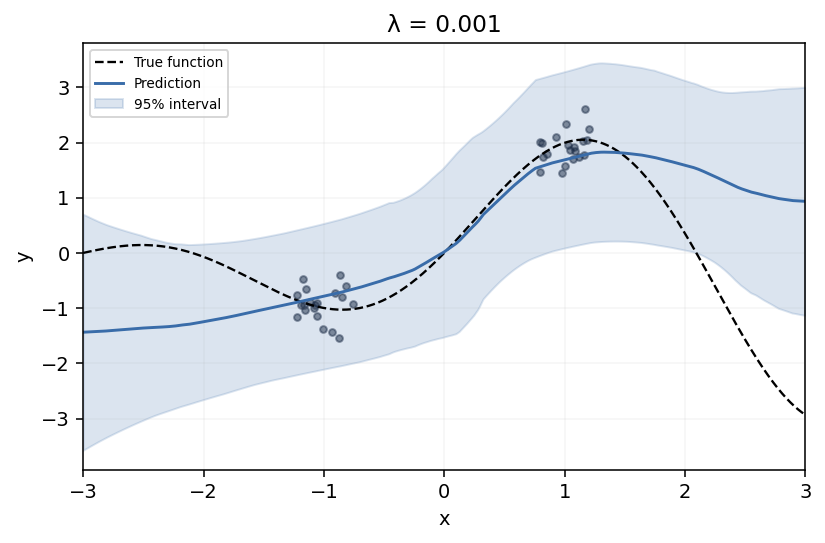 λ = 0.001
True function
Prediction
95% interval
y
3
2
1
0
−1
−2
−3
−3 −2 −1 0 1 2 3
x